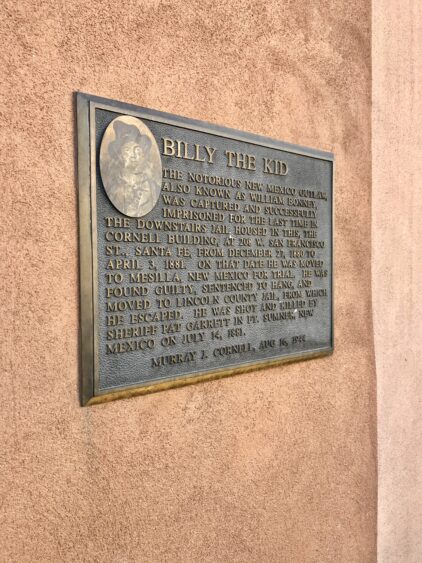 BILLY THE KID
THE NOTORIOUS NEW MEXICO OUTLAW,
ALSO KNOWN AS WILLIAM BONNEY,
WAS CAPTURED AND SUCCESSFULLY
IMPRISONED FOR THE LAST TIME IN
THE DOWNSTAIRS JAIL HOUSED IN THIS, THE
CORNELL BUILDING, AT 208 W. SAN FRANCISCO
ST., SANTA FE, FROM DECEMBER 27, 1880 TO
APRIL 3, 1881. ON THAT DATE HE WAS MOVED
TO MESILLA, NEW MEXICO FOR TRIAL. HE WAS
FOUND GUILTY, SENTENCED TO HANG, AND
MOVED TO LINCOLN COUNTY JAIL, FROM WHICH
HE ESCAPED. HE WAS SHOT AND KILLED BY
SHERIFF PAT GARRETT IN FT. SUMNER, NEW
MEXICO ON JULY 14, 1881.
MURRAY J. CORNELL, AUG 16,